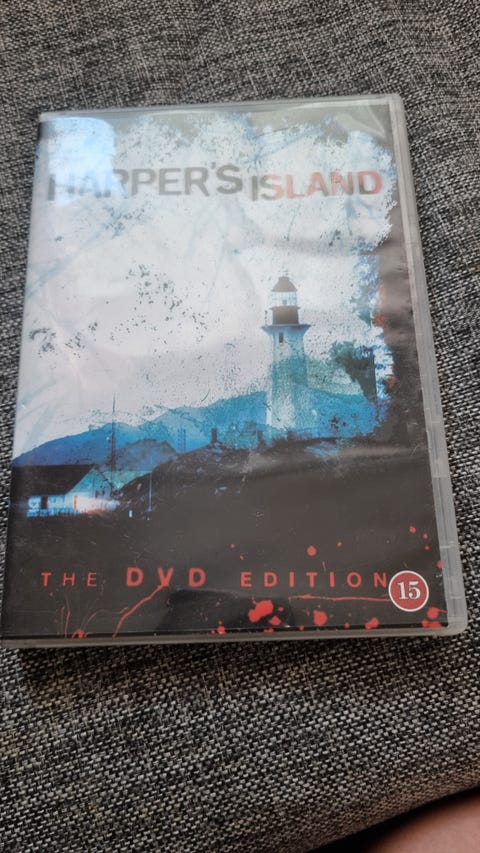 HARPER'S ISLAND
THE DVD EDITION
15